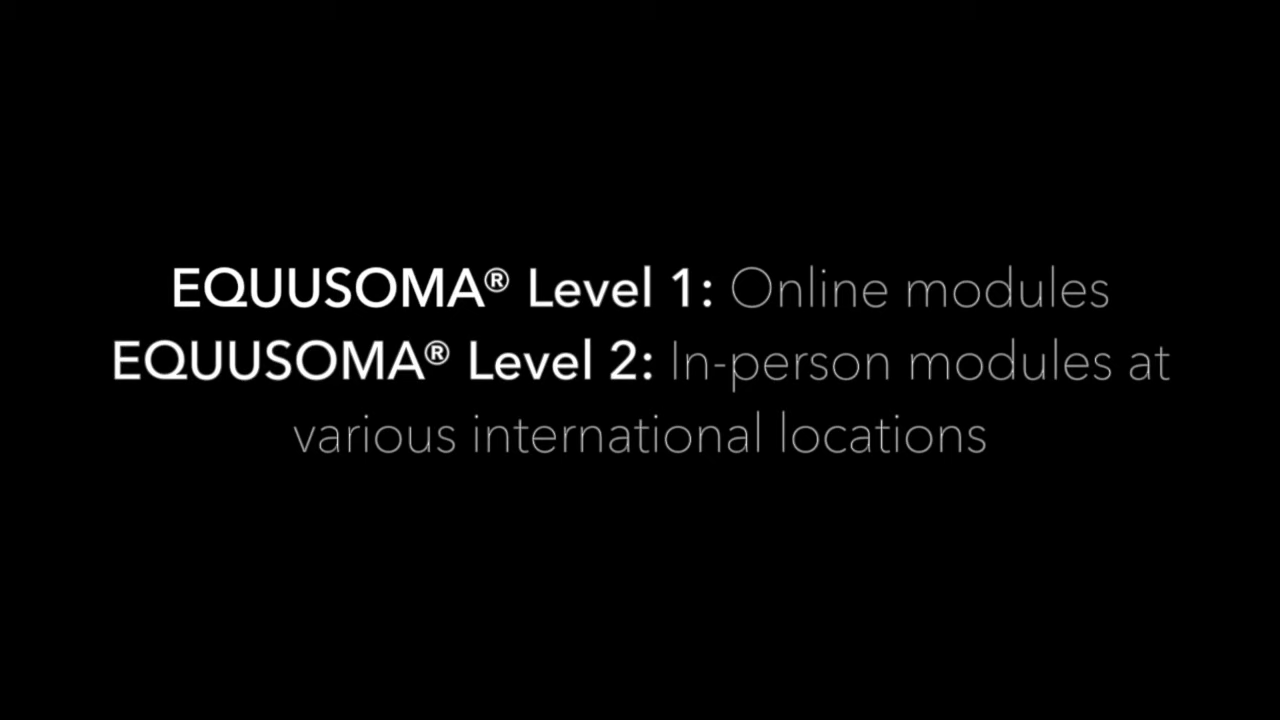 EQUUSOMA® Level 1: Online modules
EQUUSOMA® Level 2: In-person modules at
various international locations